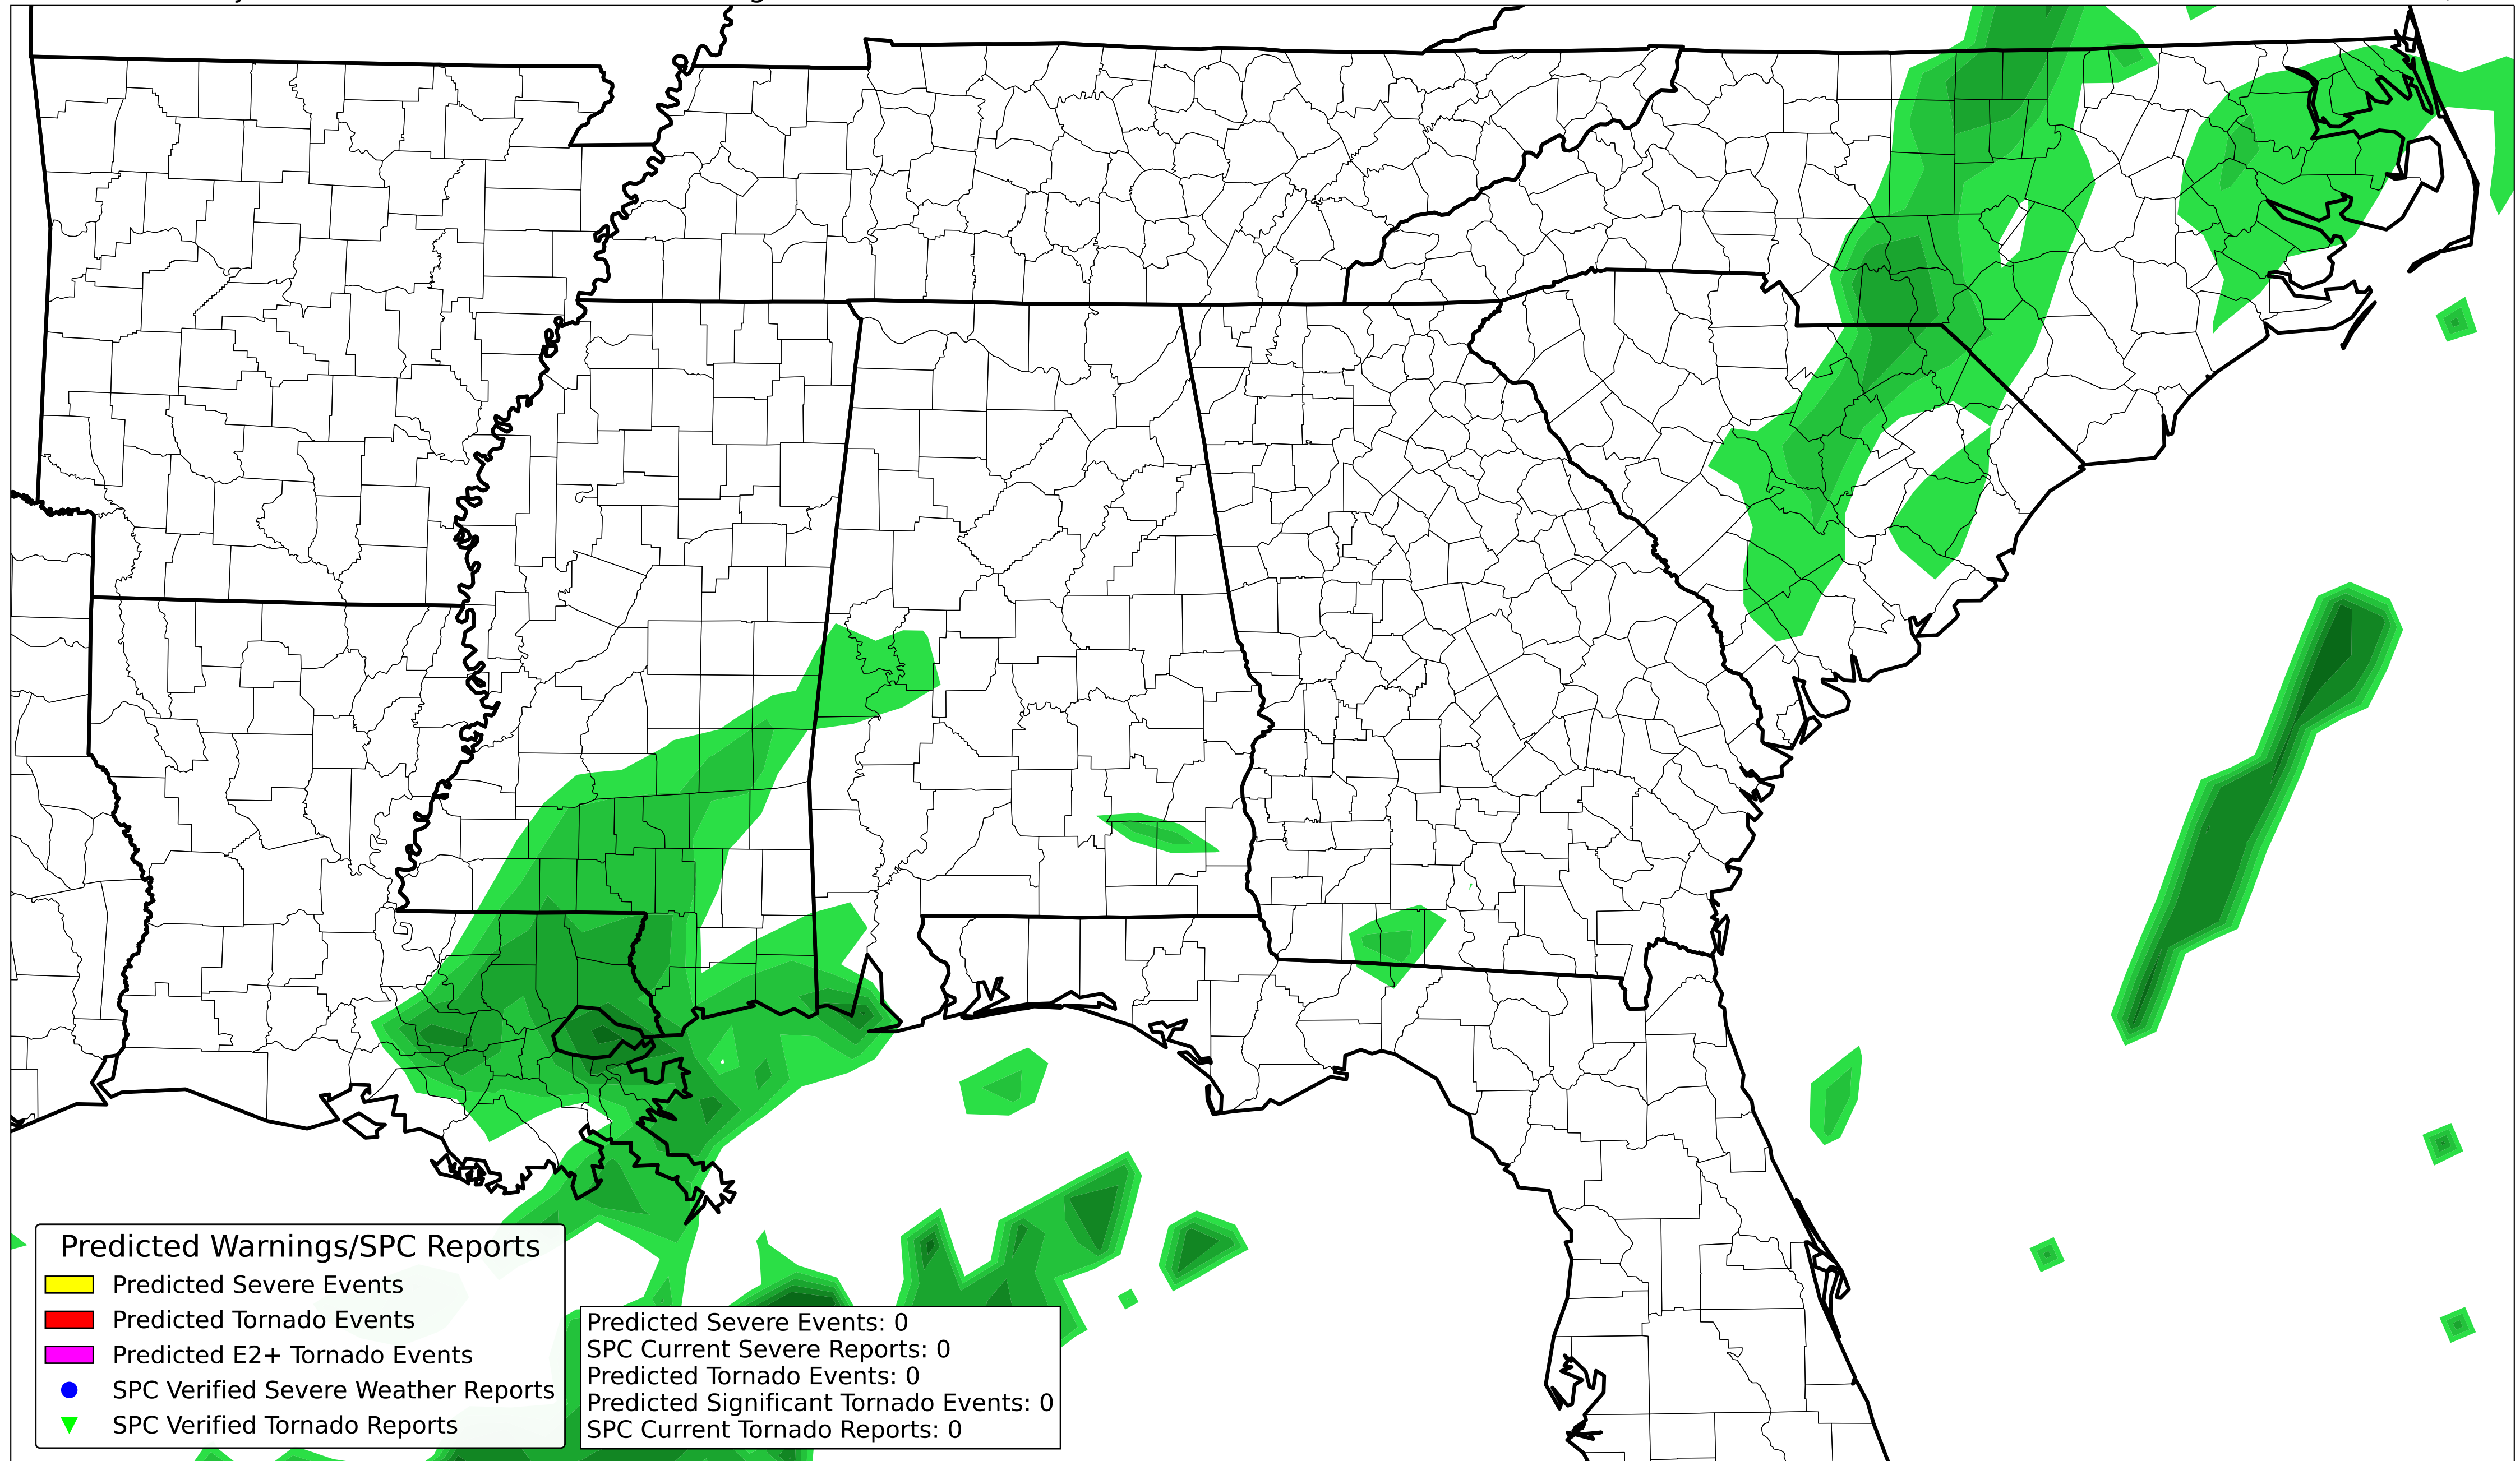 Predicted Warnings/SPC Reports
Predicted Severe Events
Predicted Tornado Events
Predicted E2+ Tornado Events
SPC Verified Severe Weather Reports
SPC Verified Tornado Reports
Predicted Severe Events: 0
SPC Current Severe Reports: 0
Predicted Tornado Events: 0
Predicted Significant Tornado Events: 0
SPC Current Tornado Reports: 0